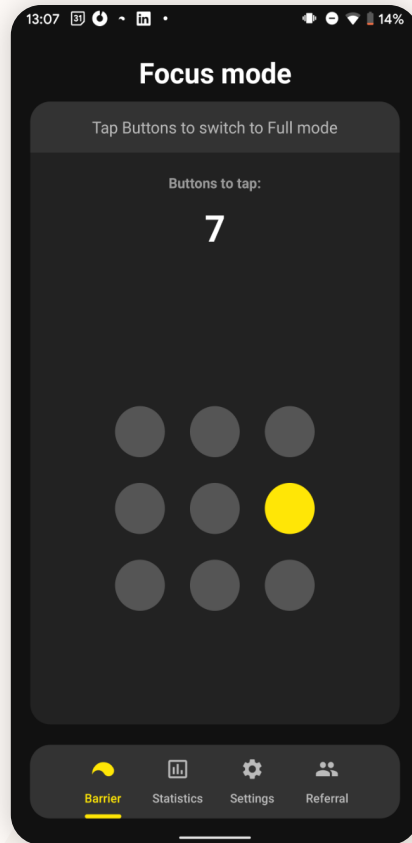 13:07 31 in 14%
Focus mode
Tap Buttons to switch to Full mode
Buttons to tap:
7
Barrier Statistics Settings Referral